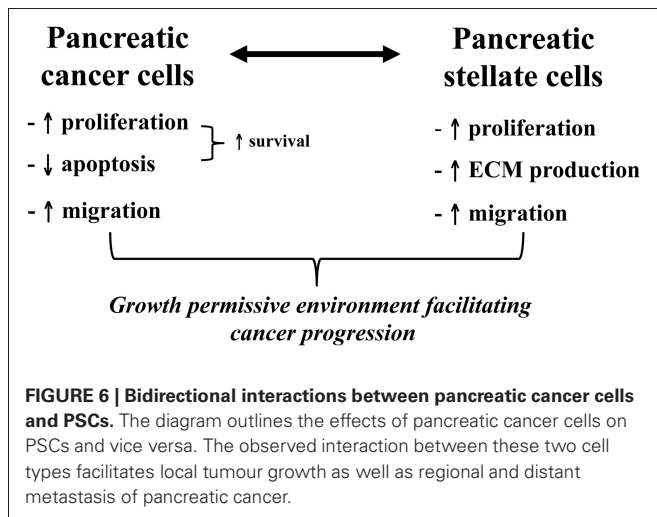 Pancreatic
cancer cells
Pancreatic
stellate cells
- ↑ proliferation
- ↓ apoptosis
↑ survival
- ↑ migration
- ↑ proliferation
- ↑ ECM production
- ↑ migration
Growth permissive environment facilitating
cancer progression
FIGURE 6 | Bidirectional interactions between pancreatic cancer cells
and PSCs. The diagram outlines the effects of pancreatic cancer cells on
PSCs and vice versa. The observed interaction between these two cell
types facilitates local tumour growth as well as regional and distant
metastasis of pancreatic cancer.